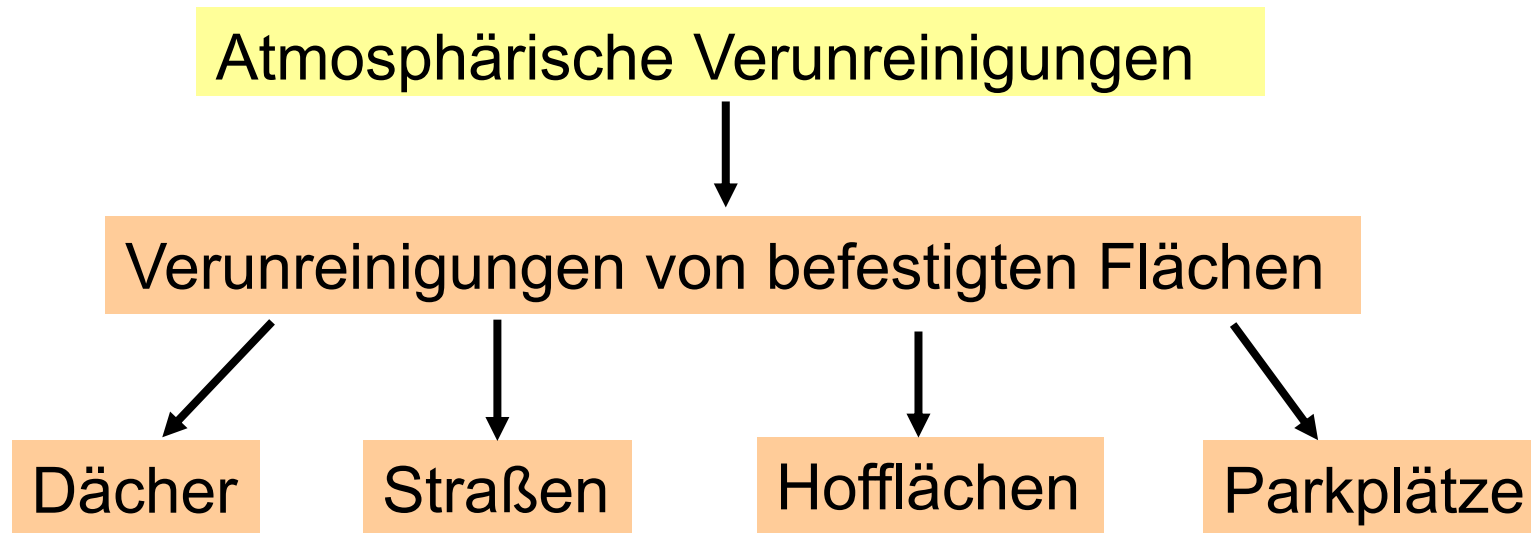 Atmosphärische Verunreinigungen
Verunreinigungen von befestigten Flächen
Dächer
Straßen
Hofflächen
Parkplätze